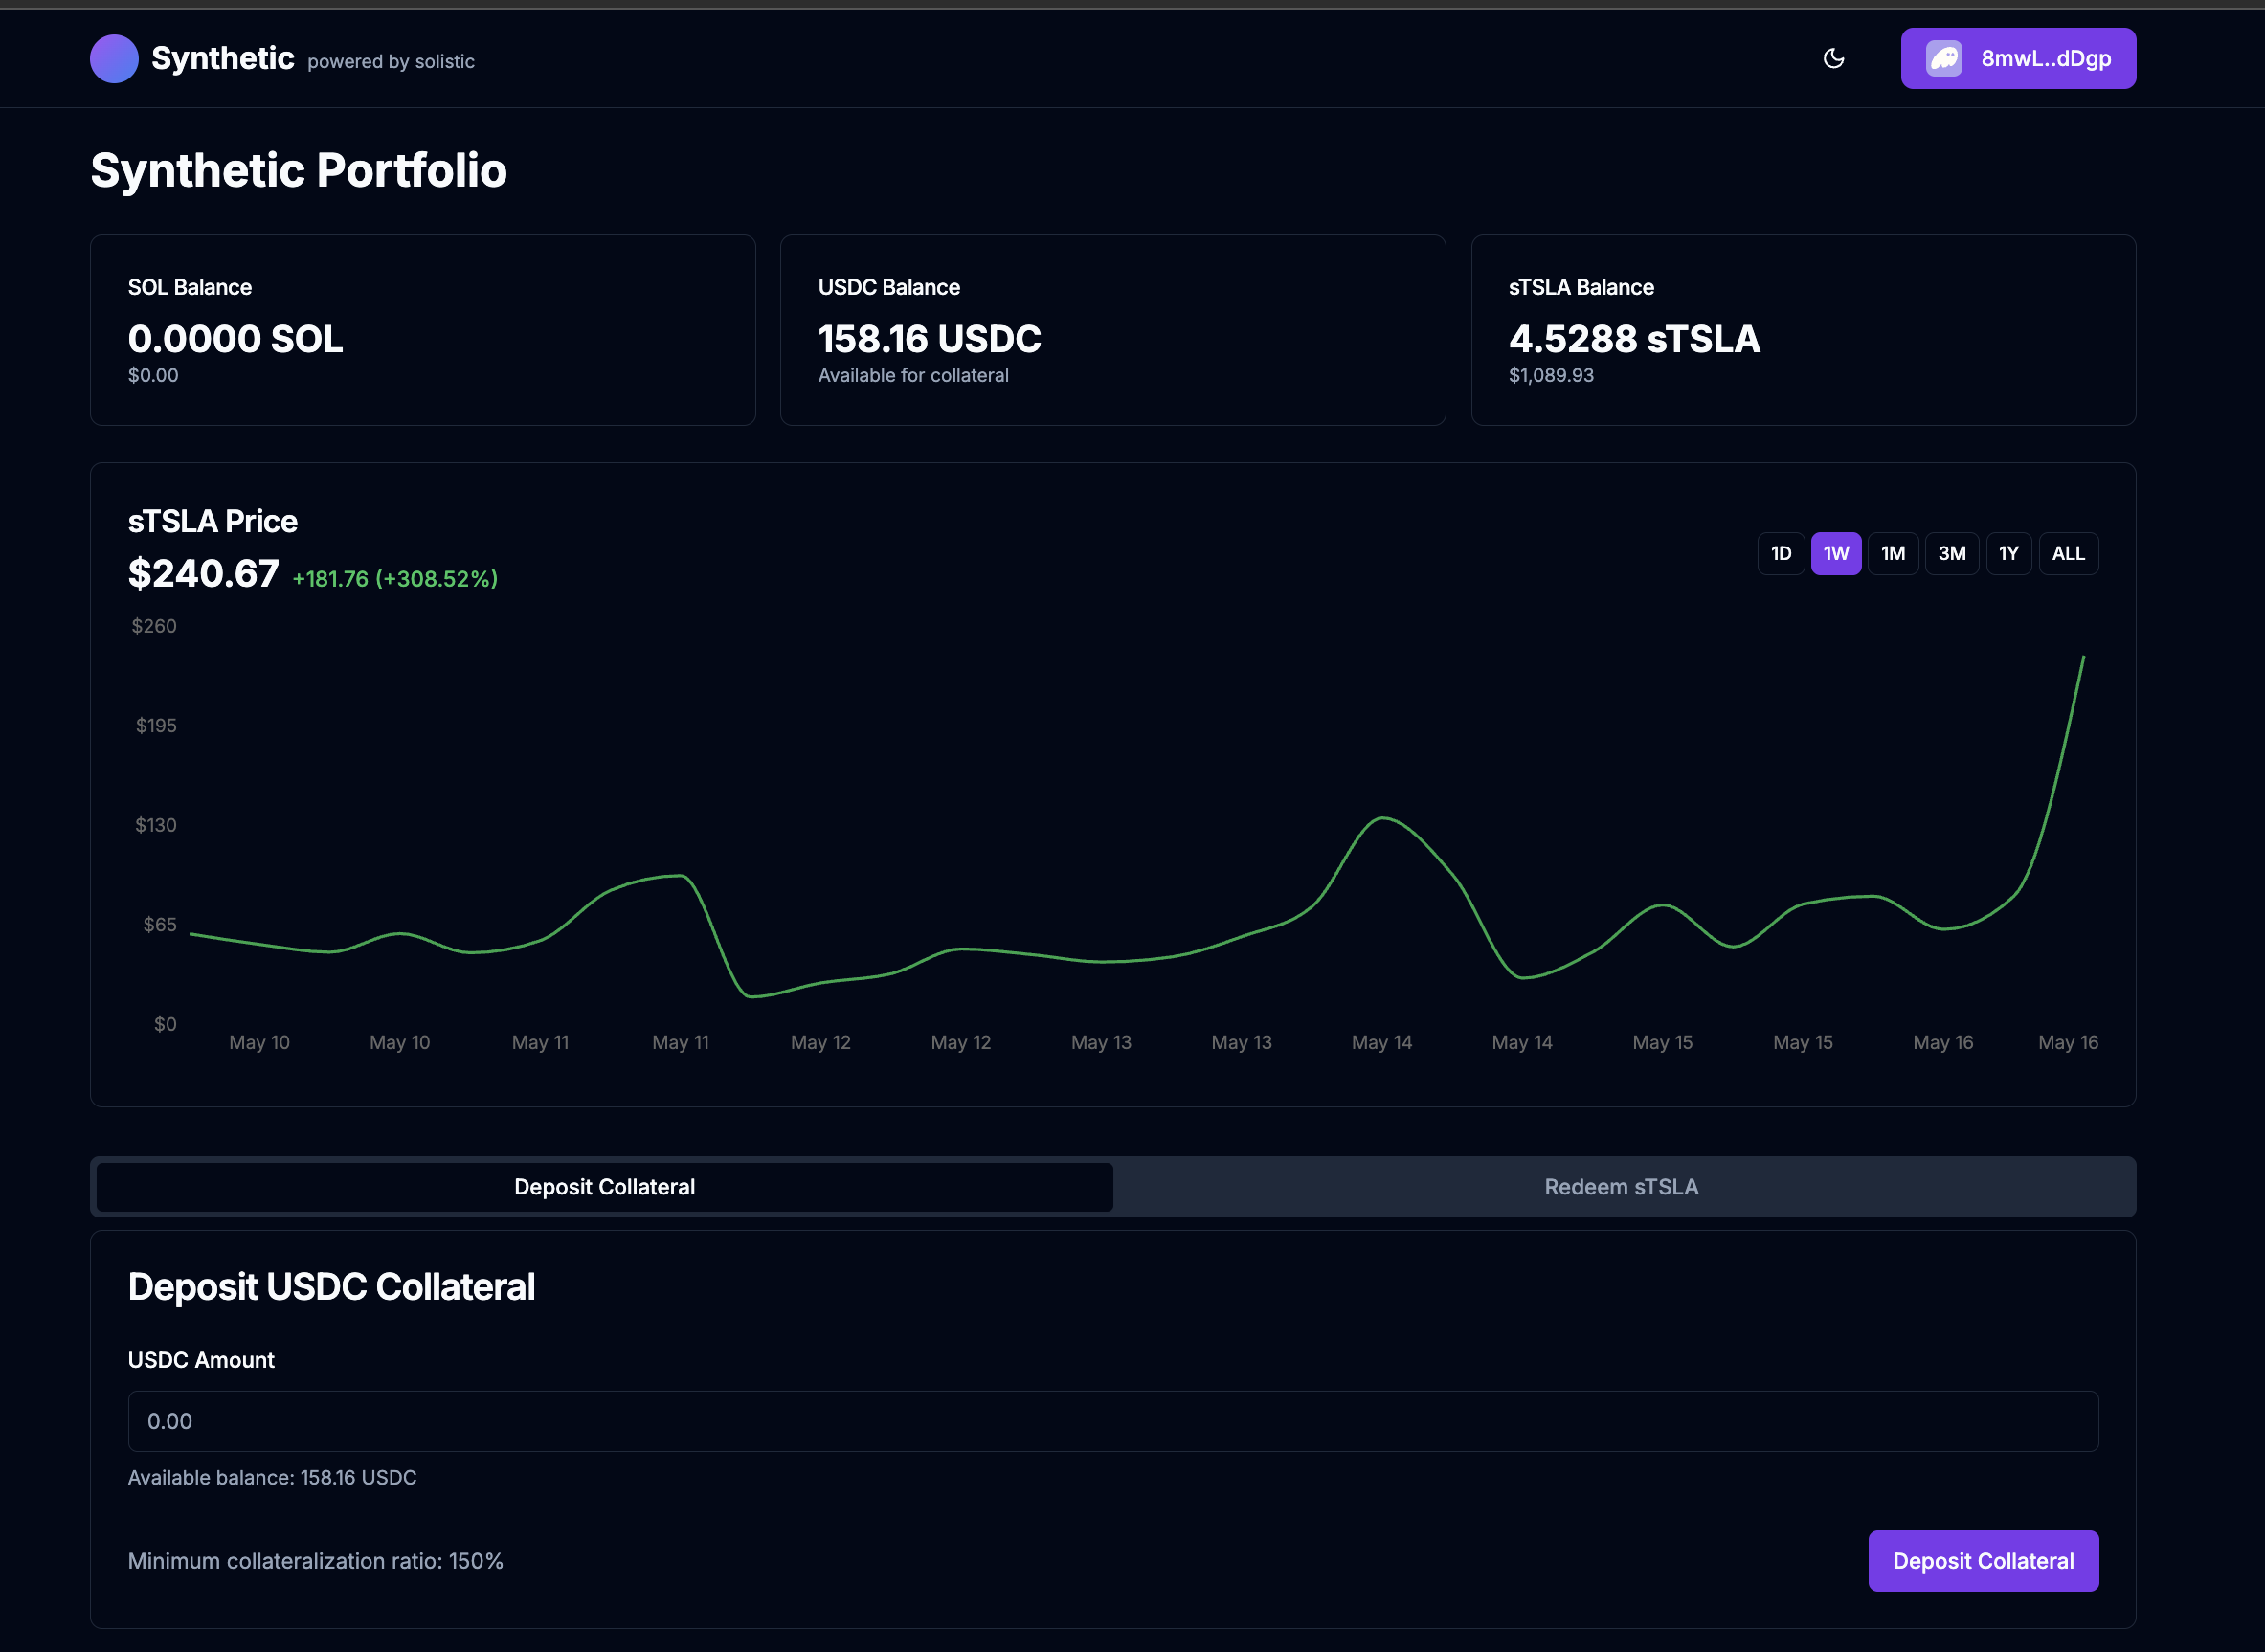 Synthetic powered by solistic
8mwL..dDgp
Synthetic Portfolio
SOL Balance
0.0000 SOL
$0.00
USDC Balance
158.16 USDC
Available for collateral
sTSLA Balance
4.5288 sTSLA
$1,089.93
sTSLA Price
$240.67 +181.76 (+308.52%)
1D 1W 1M 3M 1Y ALL
$260
$195
$130
$65
$0
May 10 May 10 May 11 May 11 May 12 May 12 May 13 May 13 May 14 May 14 May 15 May 15 May 16 May 16
Deposit Collateral Redeem sTSLA
Deposit USDC Collateral
USDC Amount
0.00
Available balance: 158.16 USDC
Minimum collateralization ratio: 150%
Deposit Collateral